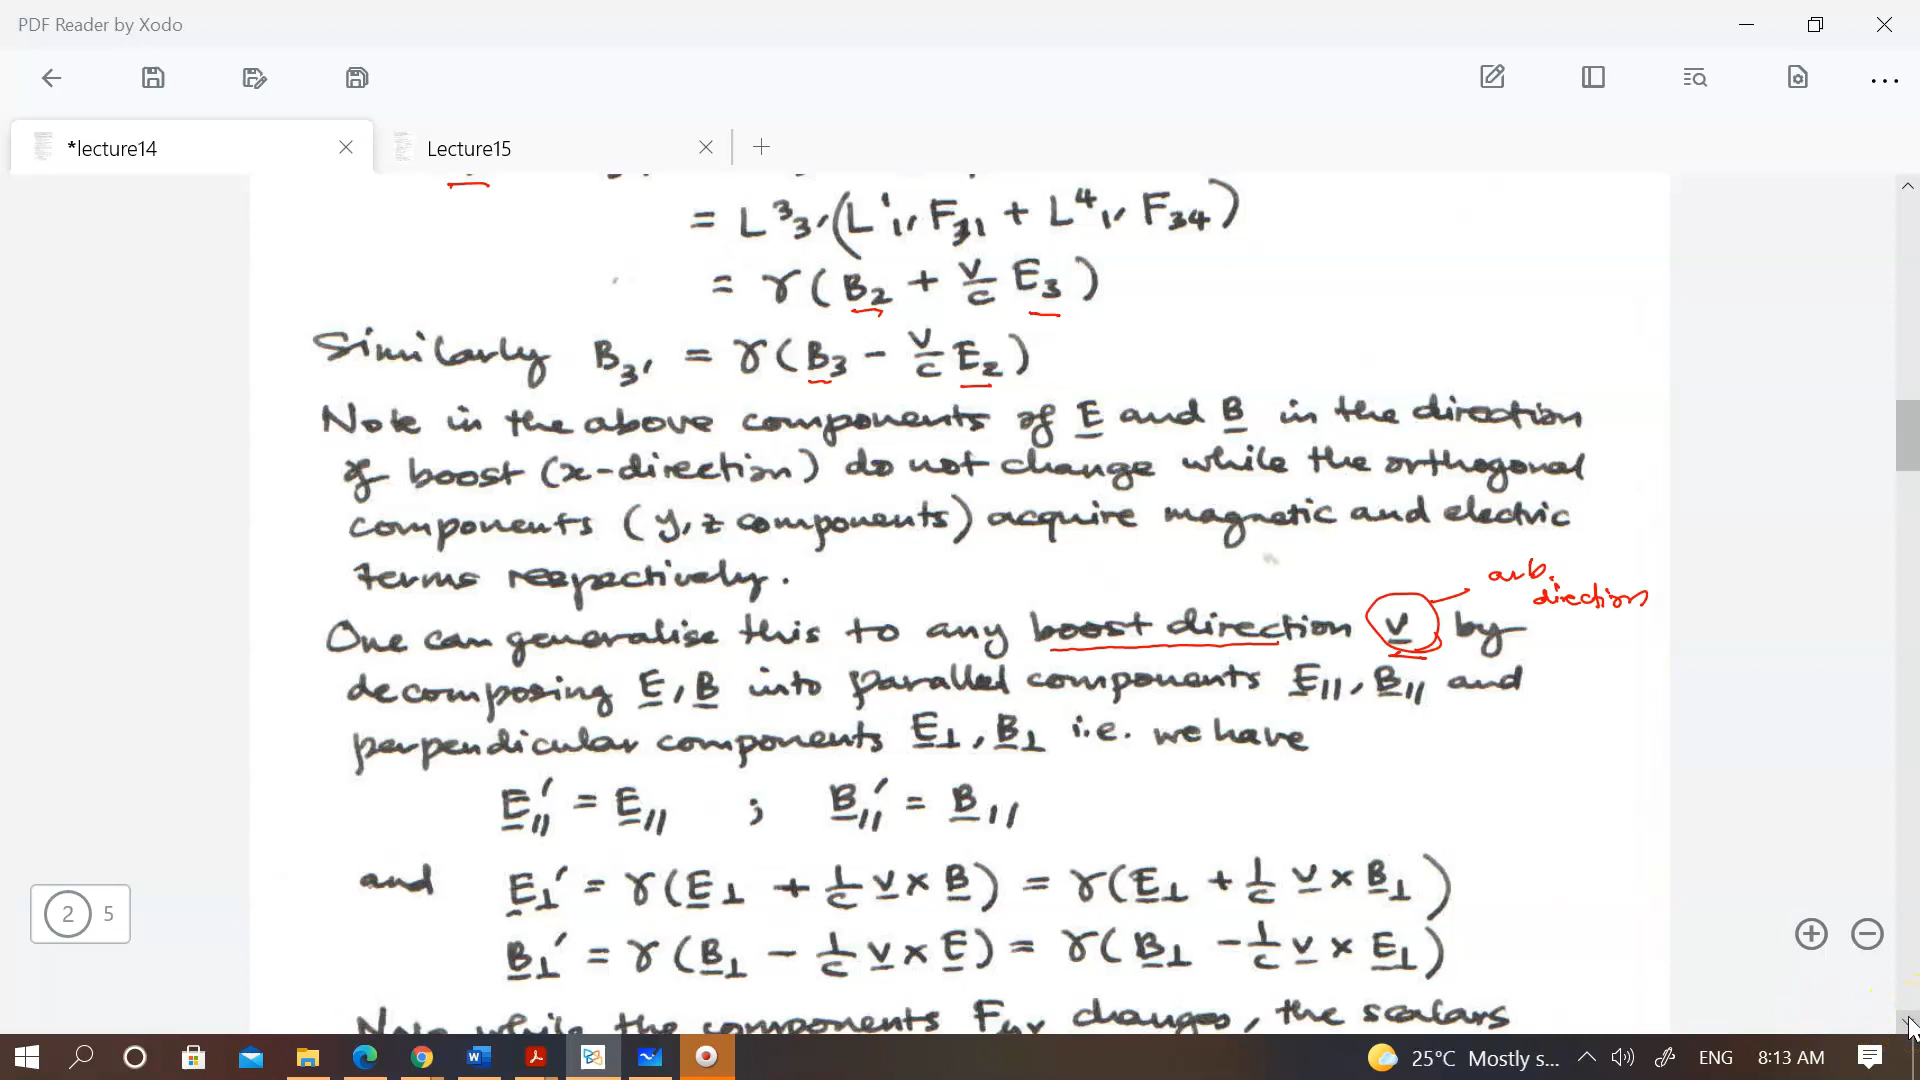 PDF Reader by Xodo
*lecture14
Lecture15
= L³₃′(L¹₁′ F₃₁ + L⁴₁′ F₃₄)
= γ(B₂ + v/c E₃)
Similarly B₃′ = γ(B₃ - v/c E₂)
Note in the above components of E and B in the direction
of boost (x-direction) do not change while the orthogonal
components (y, z components) acquire magnetic and electric
terms respectively.
arb.
direction
One can generalise this to any boost direction v by
decomposing E, B into parallel components E∥, B∥ and
perpendicular components E⊥, B⊥ i.e. we have
E∥′ = E∥ ; B∥′ = B∥
and E⊥′ = γ(E⊥ + 1/c v × B) = γ(E⊥ + 1/c v × B⊥)
B⊥′ = γ(B⊥ - 1/c v × E) = γ(B⊥ - 1/c v × E⊥)
Note while the components Fμν changes, the scalars
2 5
25°C Mostly s... ENG 8:13 AM